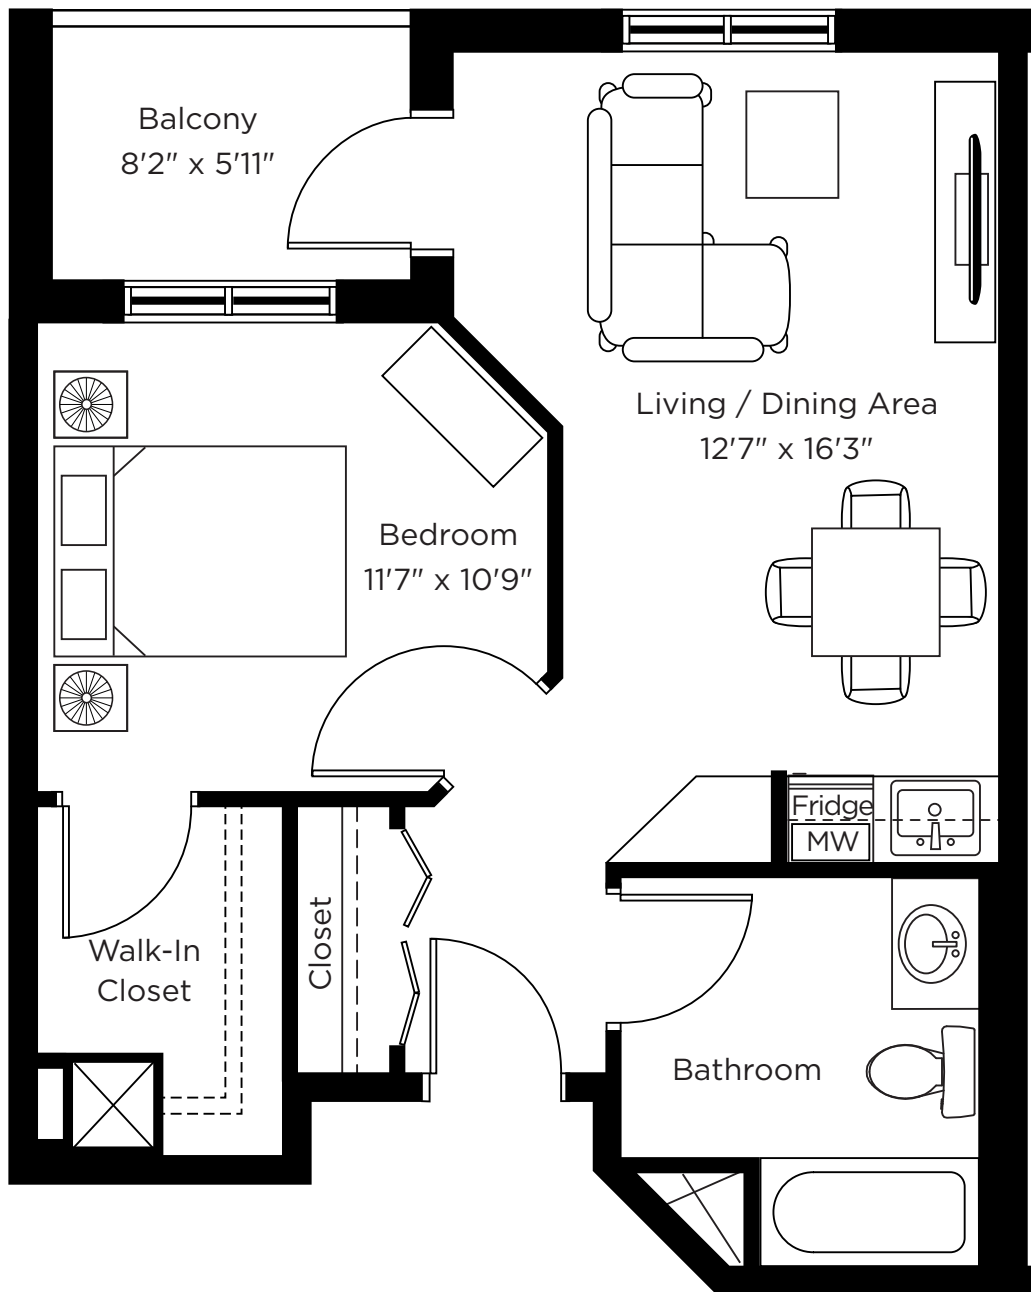 Balcony
8'2" x 5'11"
Living / Dining Area
12'7" x 16'3"
Bedroom
11'7" x 10'9"
Fridge
MW
Walk-In
Closet
Closet
Bathroom